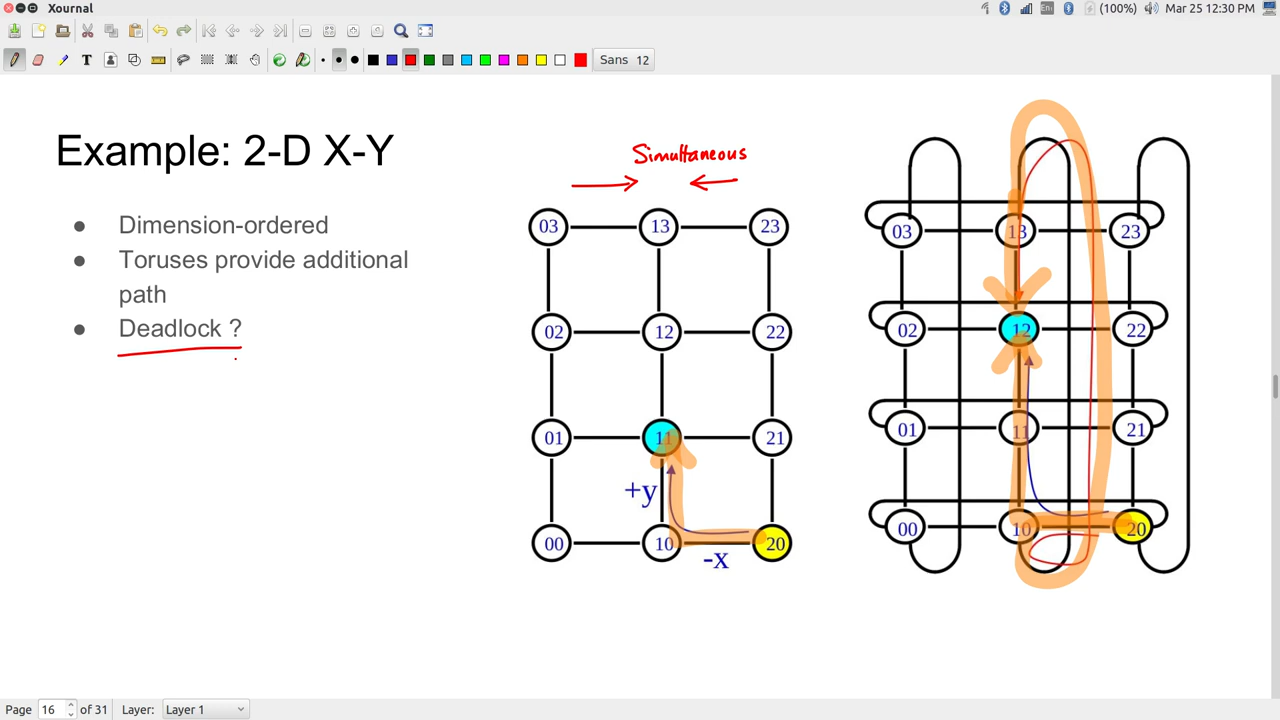 Xournal
En
(100%)
Mar 25 12:30 PM
Sans 12
Example: 2-D X-Y
● Dimension-ordered
● Toruses provide additional
path
● Deadlock ?
Simultaneous
03 13 23
02 12 22
01 11 21
+y
00 10 20
-x
03 13 23
02 12 22
01 11 21
00 10 20
Page 16 of 31 Layer: Layer 1